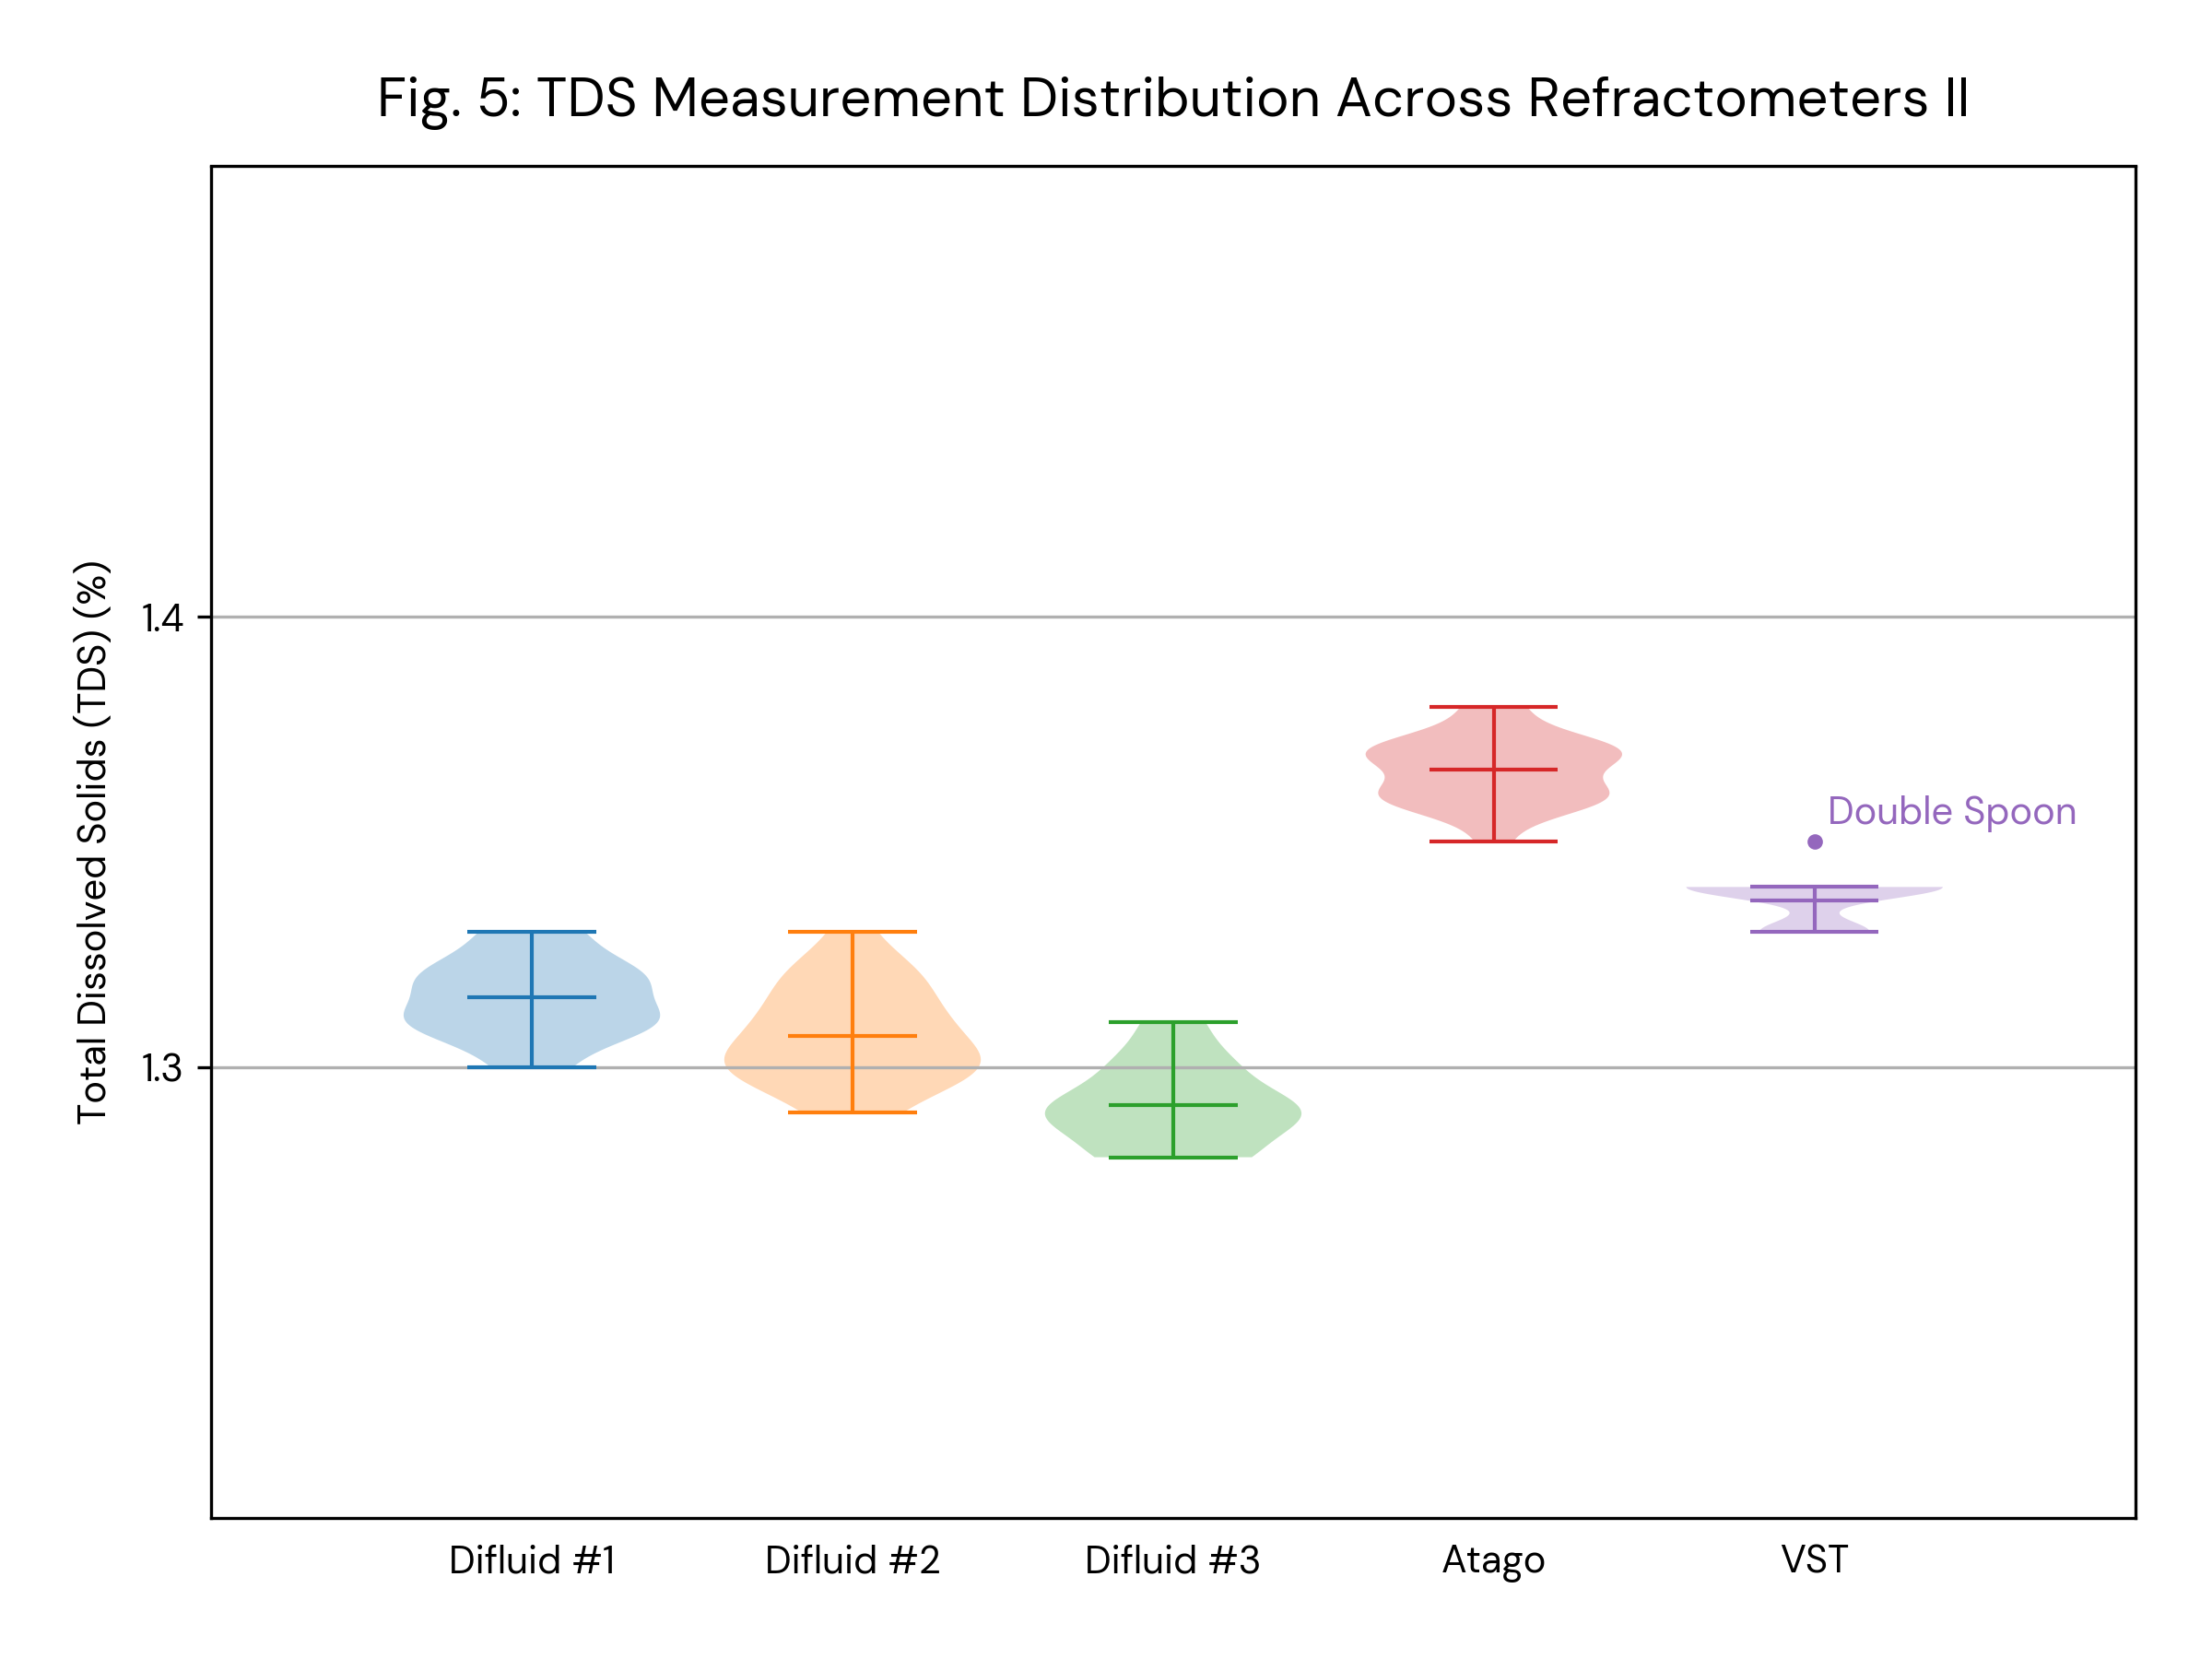 Fig. 5: TDS Measurement Distribution Across Refractometers II
Total Dissolved Solids (TDS) (%)
1.4
1.3
Double Spoon
Difluid #1
Difluid #2
Difluid #3
Atago
VST